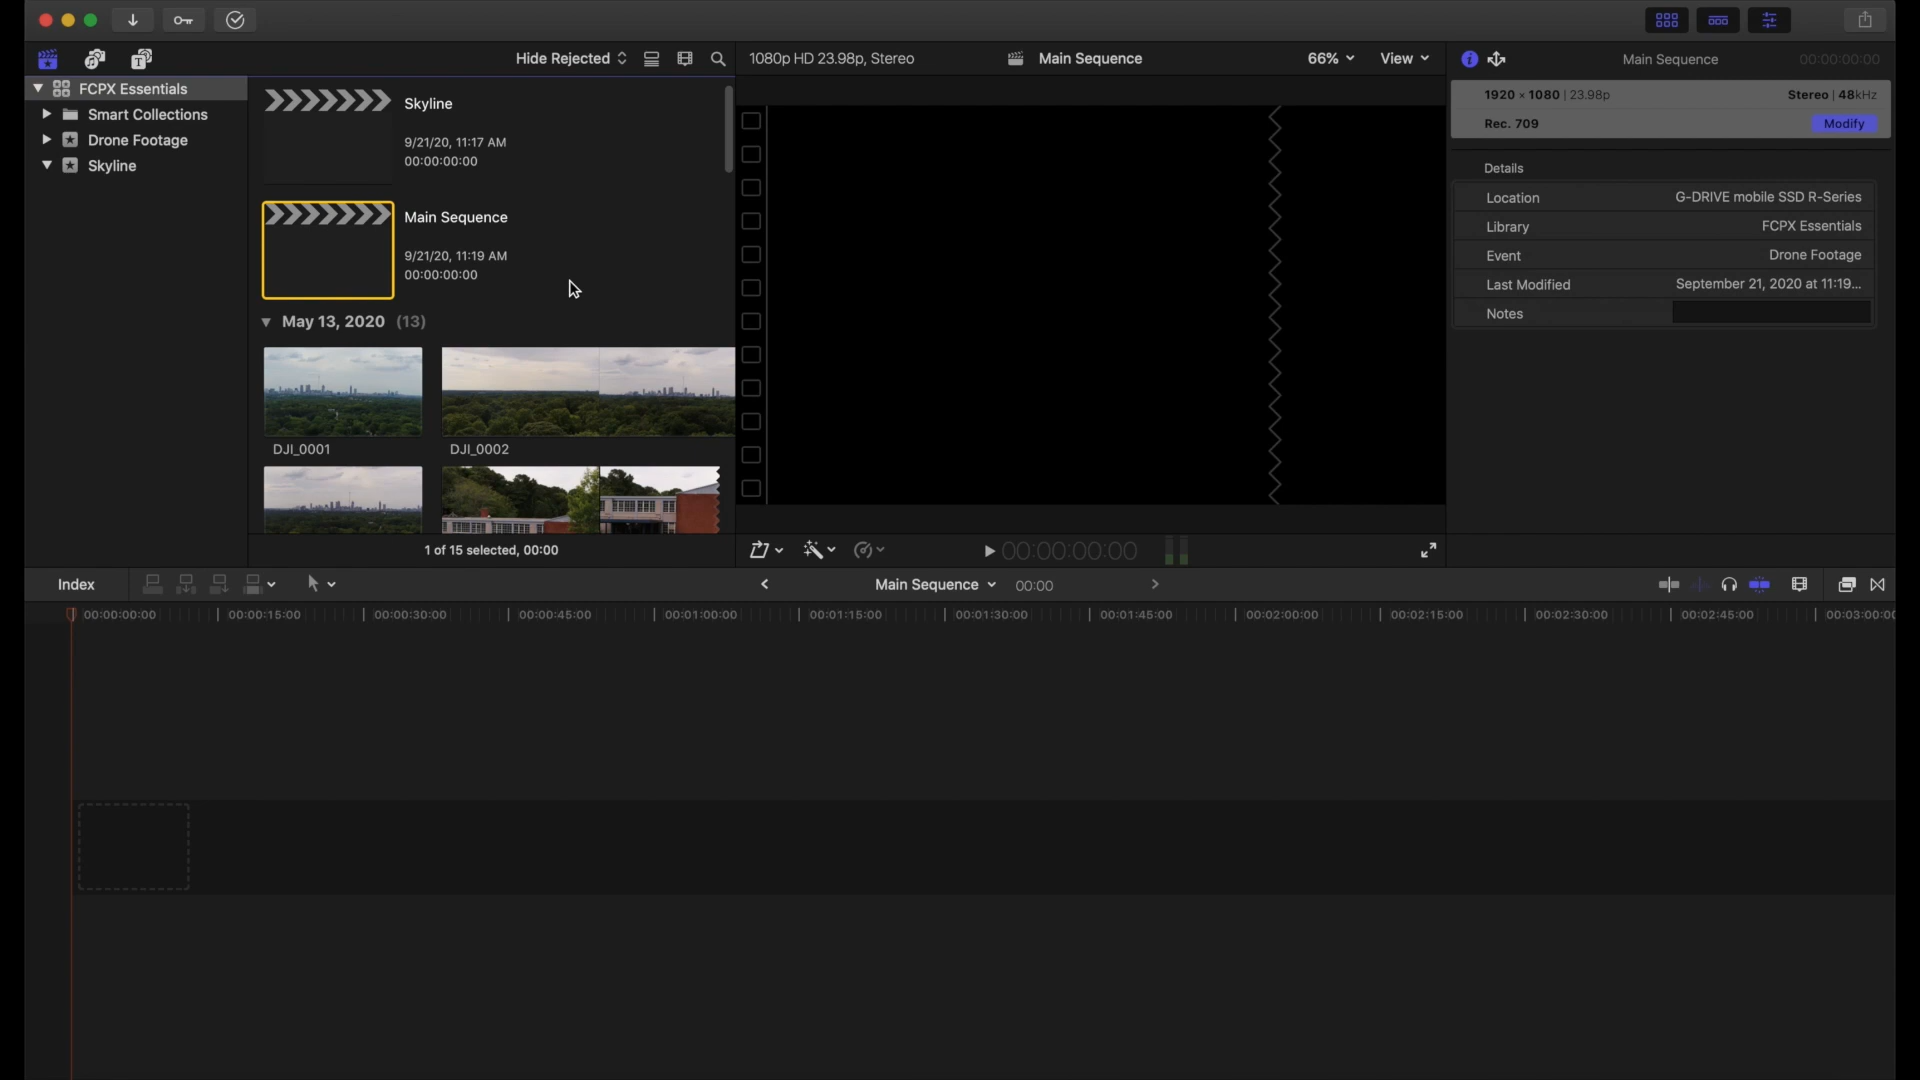 Hide Rejected
1080p HD 23.98p, Stereo
Main Sequence
66%
View
Main Sequence
00:00:00:00
FCPX Essentials
Smart Collections
Drone Footage
Skyline
Skyline
9/21/20, 11:17 AM
00:00:00:00
Main Sequence
9/21/20, 11:19 AM
00:00:00:00
May 13, 2020 (13)
DJI_0001
DJI_0002
1 of 15 selected, 00:00
00:00:00:00
1920 × 1080 | 23.98p
Stereo | 48kHz
Rec. 709
Modify
Details
Location
G-DRIVE mobile SSD R-Series
Library
FCPX Essentials
Event
Drone Footage
Last Modified
September 21, 2020 at 11:19...
Notes
Index
Main Sequence
00:00
00:00:00:00
00:00:15:00
00:00:30:00
00:00:45:00
00:01:00:00
00:01:15:00
00:01:30:00
00:01:45:00
00:02:00:00
00:02:15:00
00:02:30:00
00:02:45:00
00:03:00:00